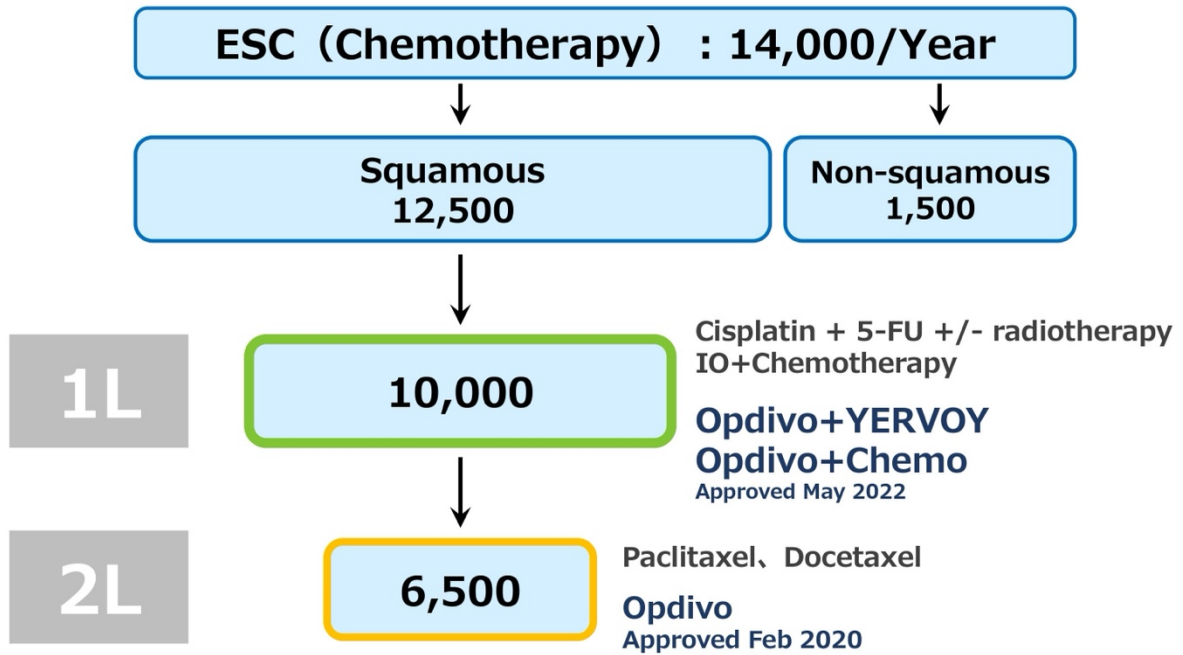 ESC（Chemotherapy）：14,000/Year
Squamous
12,500
Non-squamous
1,500
1L
10,000
Cisplatin + 5-FU +/- radiotherapy
IO+Chemotherapy
Opdivo+YERVOY
Opdivo+Chemo
Approved May 2022
2L
6,500
Paclitaxel、Docetaxel
Opdivo
Approved Feb 2020